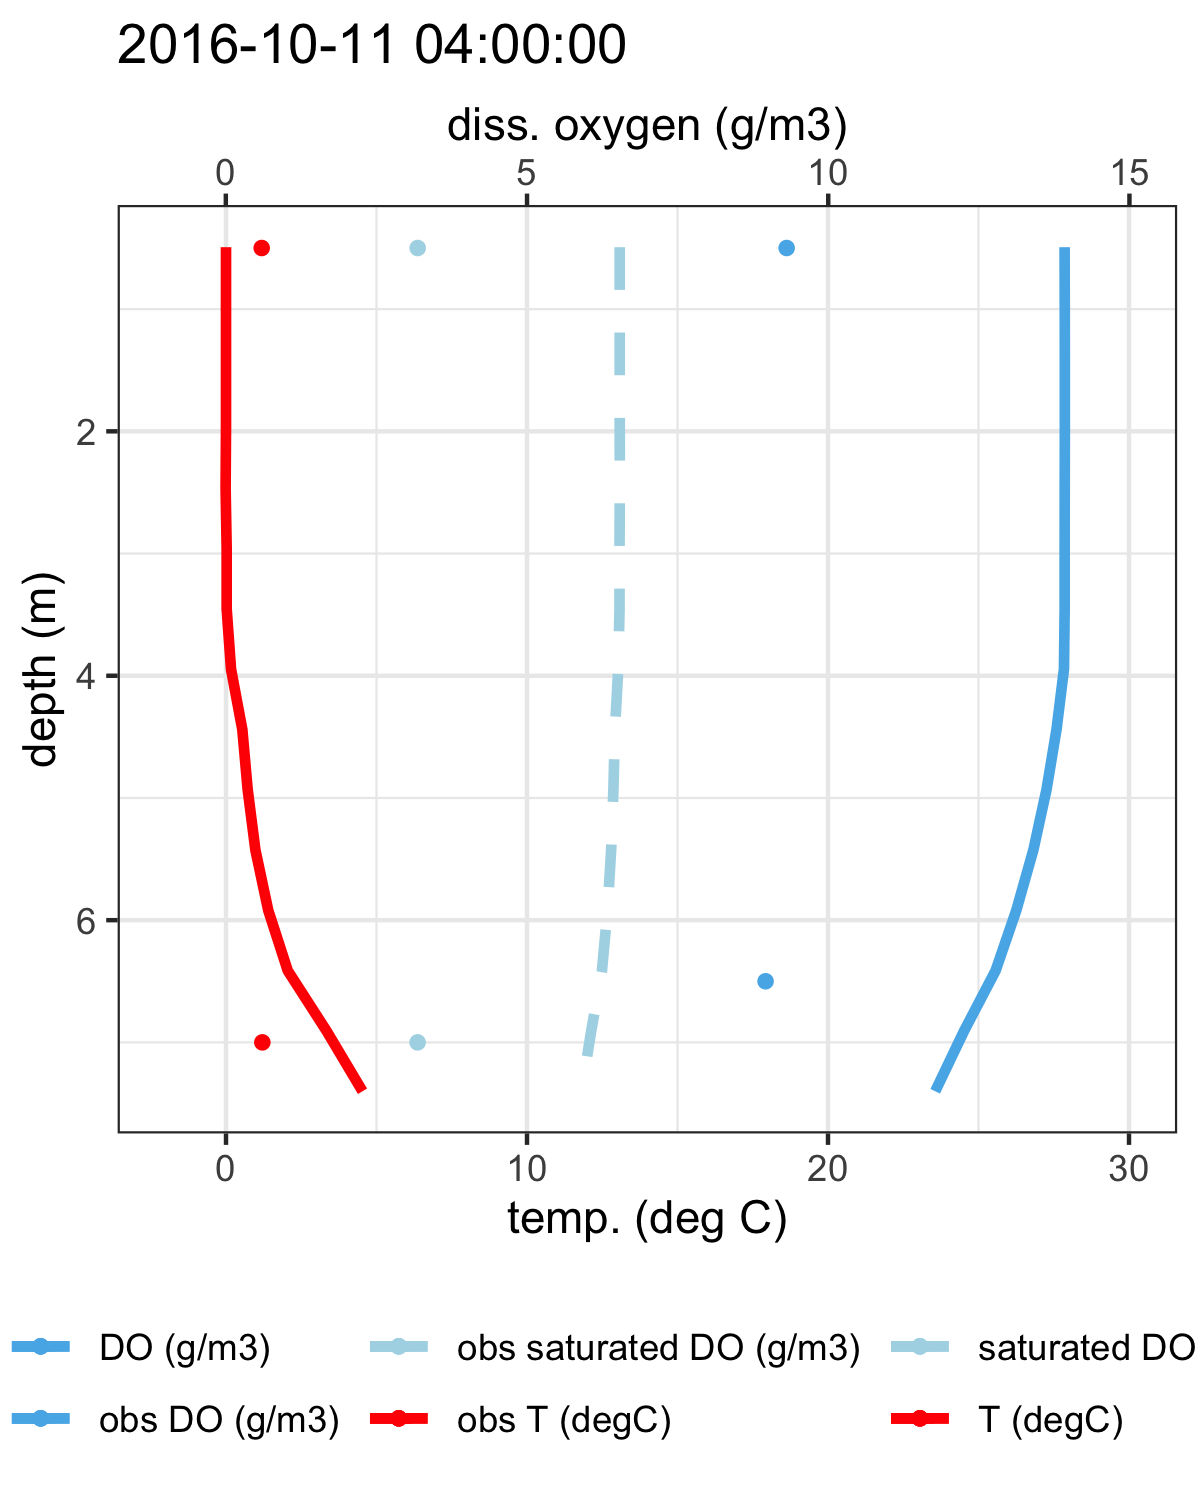 2016-10-11 04:00:00
diss. oxygen (g/m3)
0 5 10 15
depth (m)
2
4
6
0 10 20 30
temp. (deg C)
DO (g/m3) obs saturated DO (g/m3) saturated DO
obs DO (g/m3) obs T (degC) T (degC)